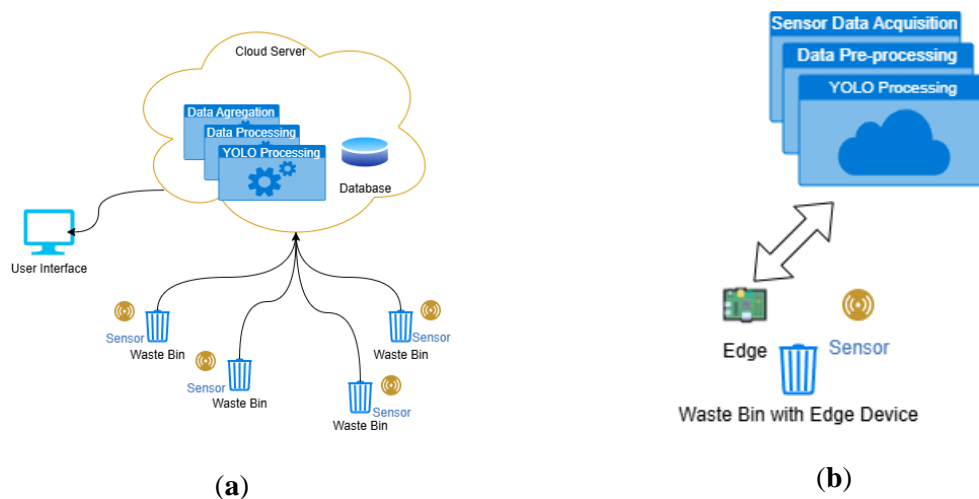 Cloud Server
Data Agregation
Data Processing
YOLO Processing
Database
User Interface
Sensor
Waste Bin
Sensor
Waste Bin
Sensor
Waste Bin
Sensor
Waste Bin
(a)
Sensor Data Acquisition
Data Pre-processing
YOLO Processing
Edge
Sensor
Waste Bin with Edge Device
(b)